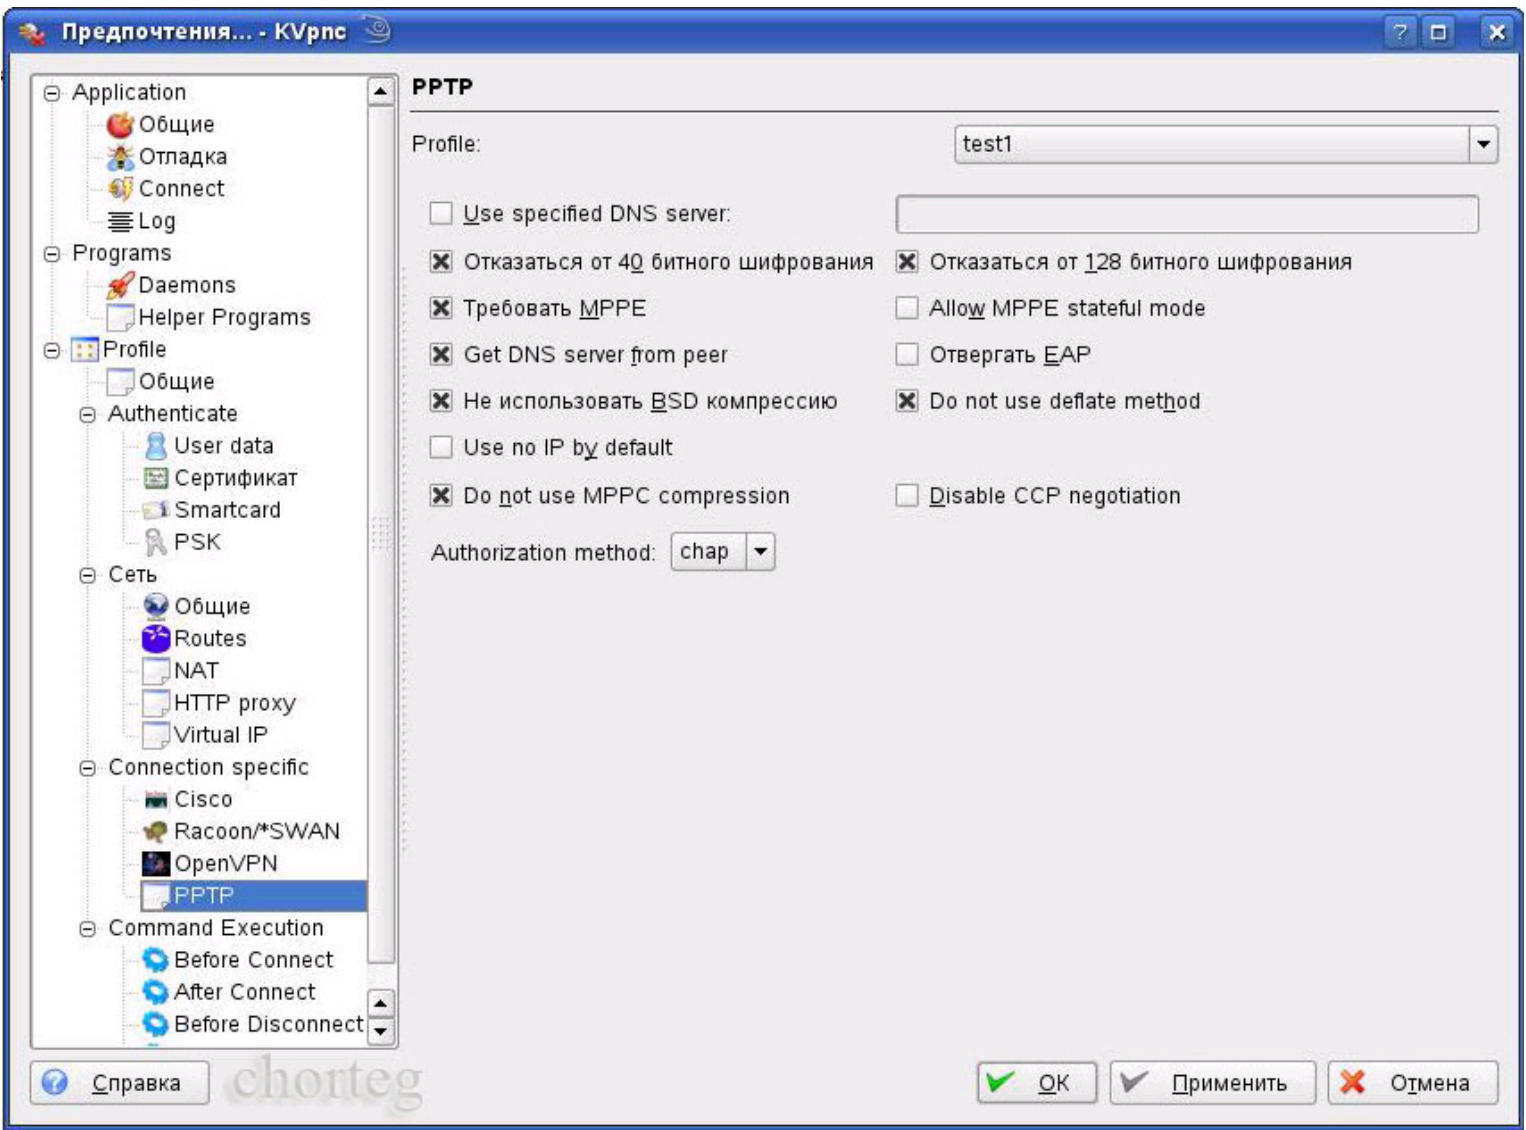 Предпочтения... - KVpnc
Application
Общие
Отладка
Connect
Log
Programs
Daemons
Helper Programs
Profile
Общие
Authenticate
User data
Сертификат
Smartcard
PSK
Сеть
Общие
Routes
NAT
HTTP proxy
Virtual IP
Connection specific
Cisco
Racoon/*SWAN
OpenVPN
PPTP
Command Execution
Before Connect
After Connect
Before Disconnect
PPTP
Profile: test1
Use specified DNS server:
Отказаться от 40 битного шифрования Отказаться от 128 битного шифрования
Требовать MPPE Allow MPPE stateful mode
Get DNS server from peer Отвергать EAP
Не использовать BSD компрессию Do not use deflate method
Use no IP by default
Do not use MPPC compression Disable CCP negotiation
Authorization method: chap
Справка chorteg OK Применить Отмена